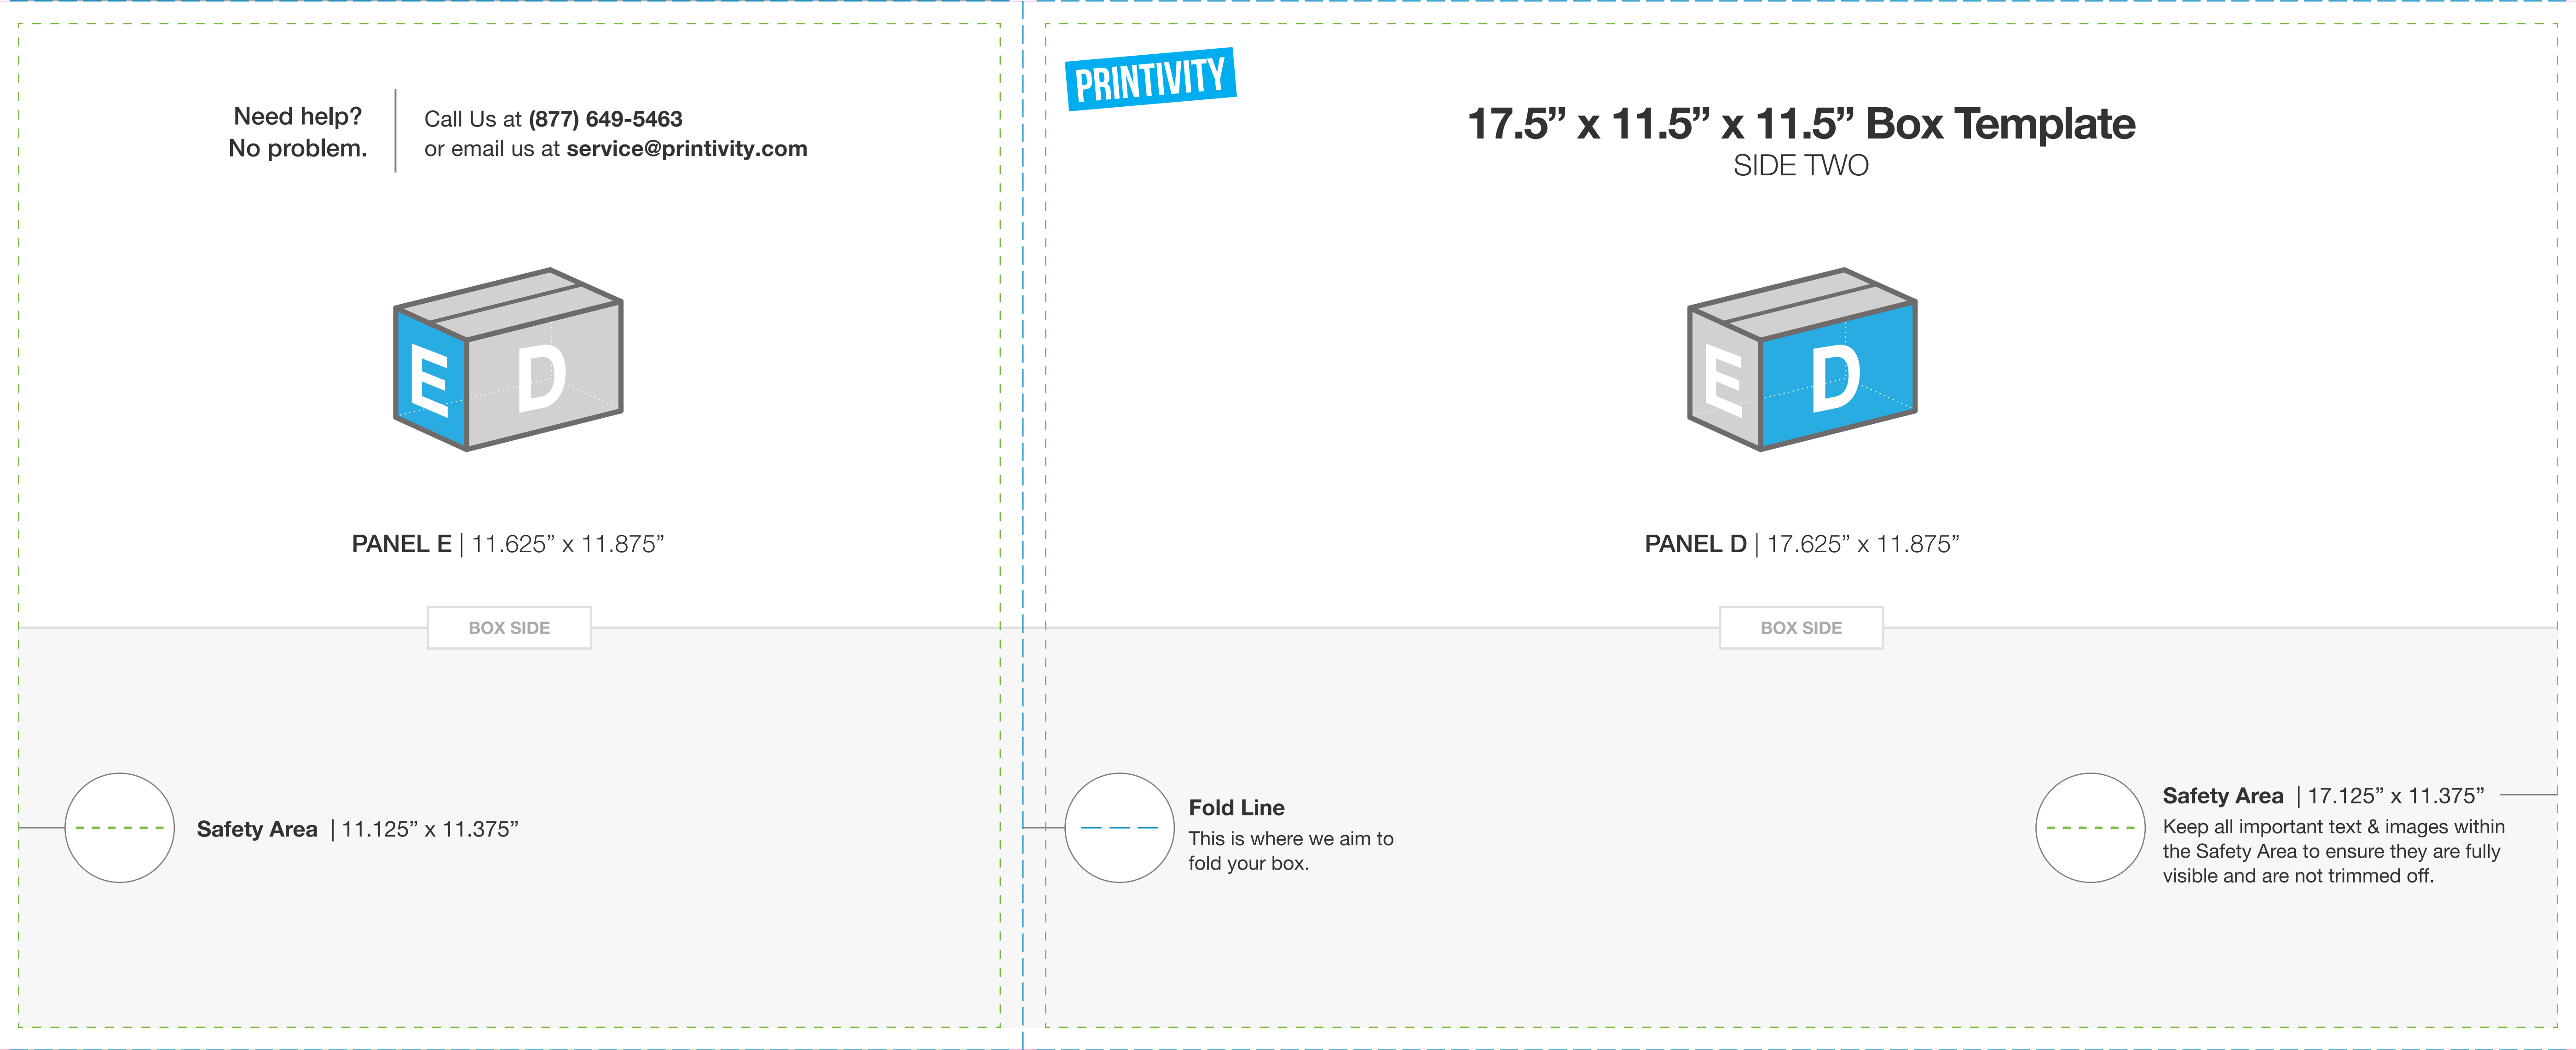 Need help?
No problem.
Call Us at (877) 649-5463
or email us at service@printivity.com
E
D
PANEL E | 11.625” x 11.875”
BOX SIDE
Safety Area | 11.125” x 11.375”
PRINTIVITY
17.5” x 11.5” x 11.5” Box Template
SIDE TWO
E
D
PANEL D | 17.625” x 11.875”
BOX SIDE
Fold Line
This is where we aim to
fold your box.
Safety Area | 17.125” x 11.375”
Keep all important text & images within
the Safety Area to ensure they are fully
visible and are not trimmed off.